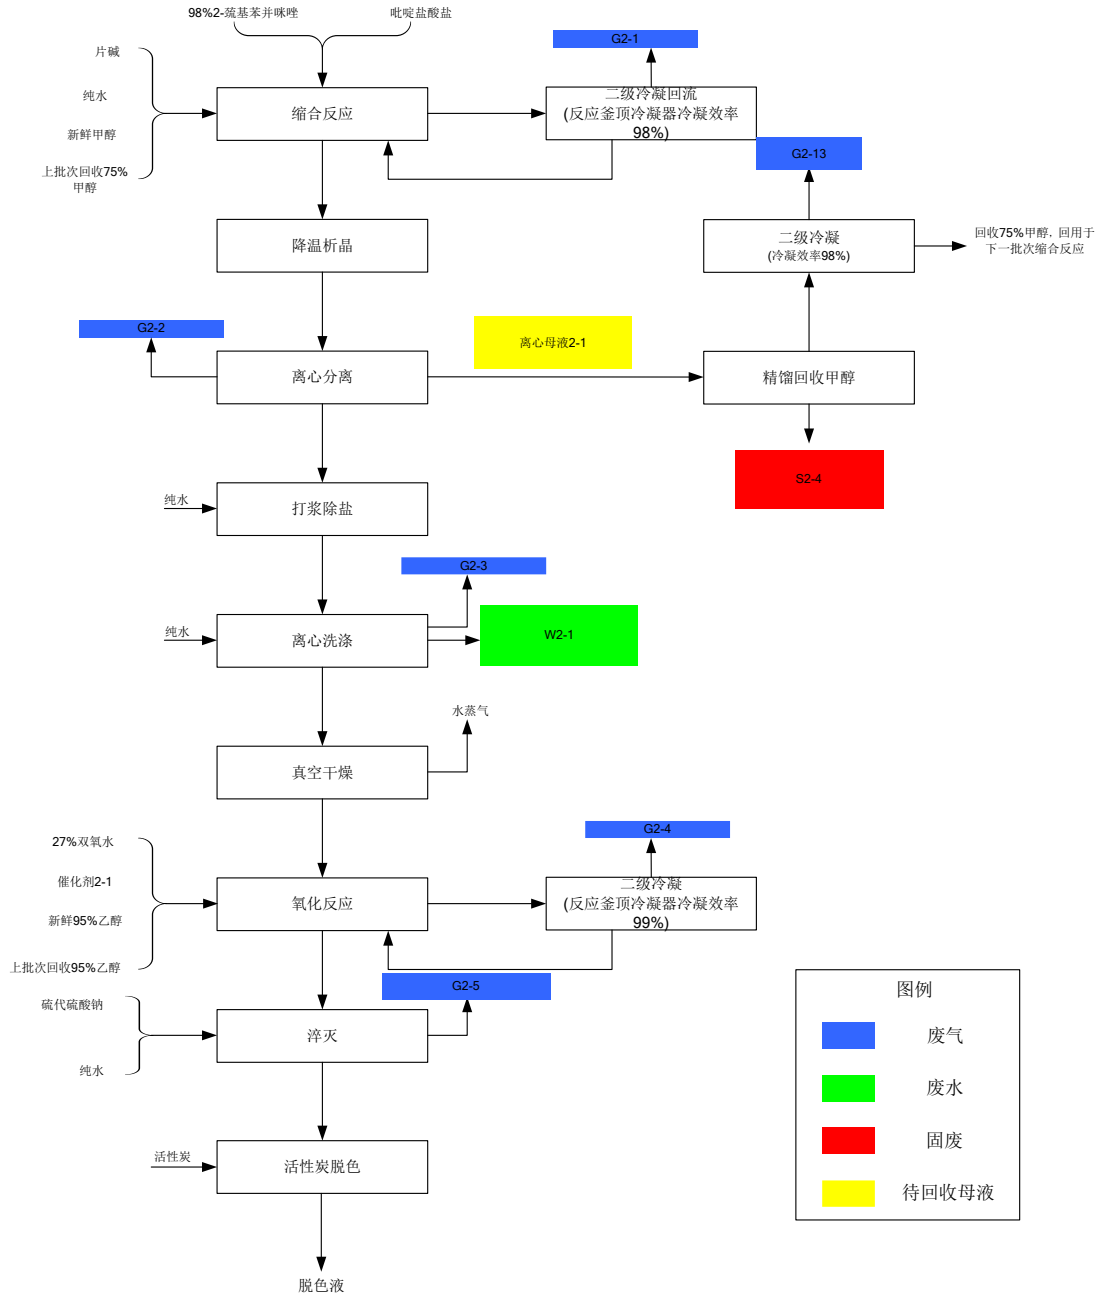 98%2-巯基苯并咪唑
吡啶盐酸盐
G2-1
片碱
纯水
新鲜甲醇
上批次回收75%
甲醇
缩合反应
二级冷凝回流
(反应釜顶冷凝器冷凝效率
98%)
G2-13
降温析晶
二级冷凝
(冷凝效率98%)
回收75%甲醇, 回用于
下一批次缩合反应
G2-2
离心母液2-1
离心分离
精馏回收甲醇
S2-4
纯水
打浆除盐
G2-3
纯水
离心洗涤
W2-1
水蒸气
真空干燥
27%双氧水
催化剂2-1
新鲜95%乙醇
上批次回收95%乙醇
氧化反应
G2-4
二级冷凝
(反应釜顶冷凝器冷凝效率
99%)
G2-5
硫代硫酸钠
纯水
淬灭
活性炭
活性炭脱色
脱色液
图例
废气
废水
固废
待回收母液